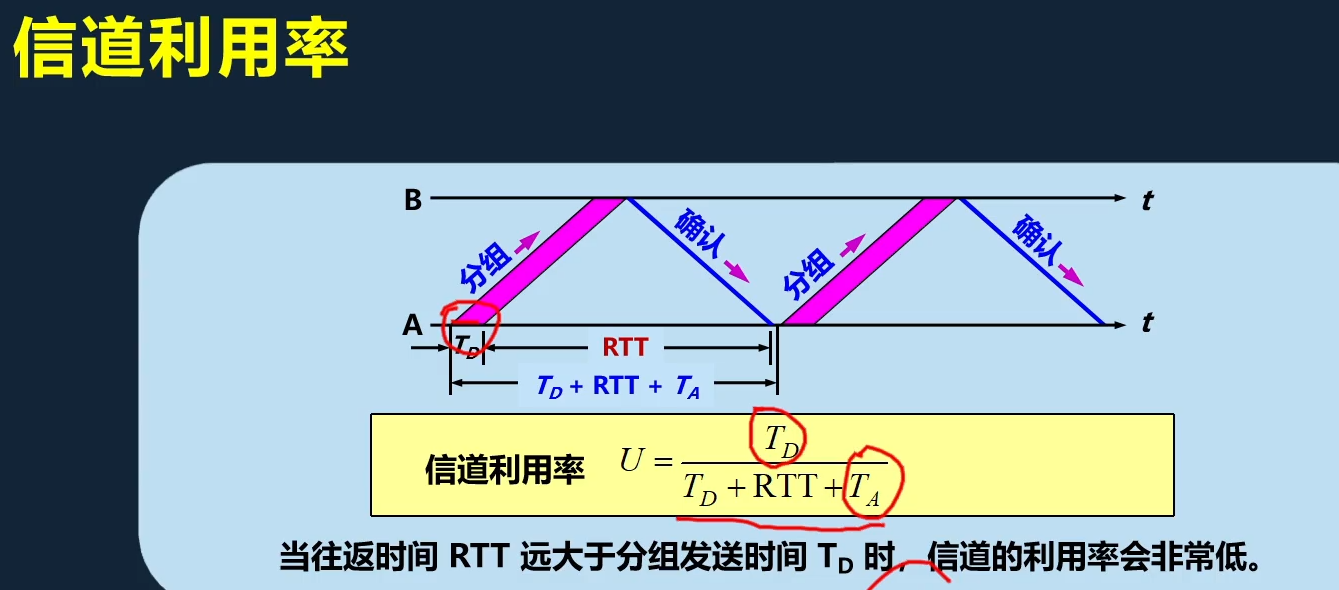 信道利用率
B t
分组 确认 分组 确认
A t
T_D RTT
T_D + RTT + T_A
信道利用率 U = T_D / (T_D + RTT + T_A)
当往返时间 RTT 远大于分组发送时间 T_D 时，信道的利用率会非常低。